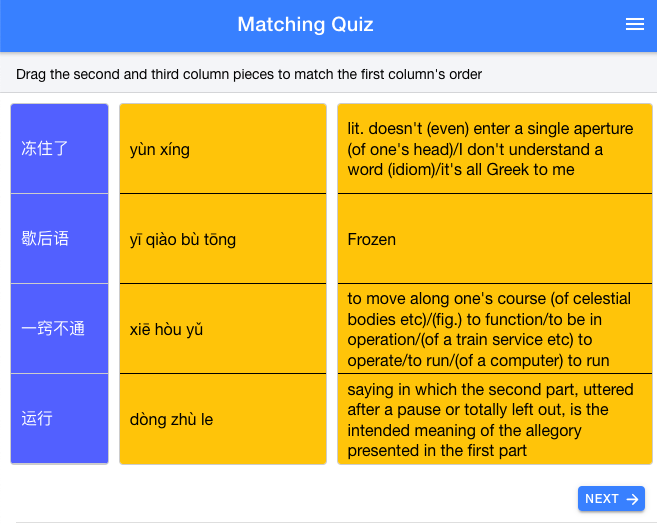 Matching Quiz
Drag the second and third column pieces to match the first column's order
冻住了
歇后语
一窍不通
运行
yùn xíng
yī qiào bù tōng
xiē hòu yǔ
dòng zhù le
lit. doesn't (even) enter a single aperture
(of one's head)/I don't understand a
word (idiom)/it's all Greek to me
Frozen
to move along one's course (of celestial
bodies etc)/(fig.) to function/to be in
operation/(of a train service etc) to
operate/to run/(of a computer) to run
saying in which the second part, uttered
after a pause or totally left out, is the
intended meaning of the allegory
presented in the first part
NEXT